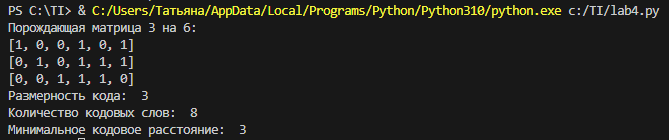 PS C:\TI> & C:/Users/Татьяна/AppData/Local/Programs/Python/Python310/python.exe c:/TI/lab4.py
Порождающая матрица 3 на 6:
[1, 0, 0, 1, 0, 1]
[0, 1, 0, 1, 1, 1]
[0, 0, 1, 1, 1, 0]
Размерность кода:  3
Количество кодовых слов:  8
Минимальное кодовое расстояние:  3